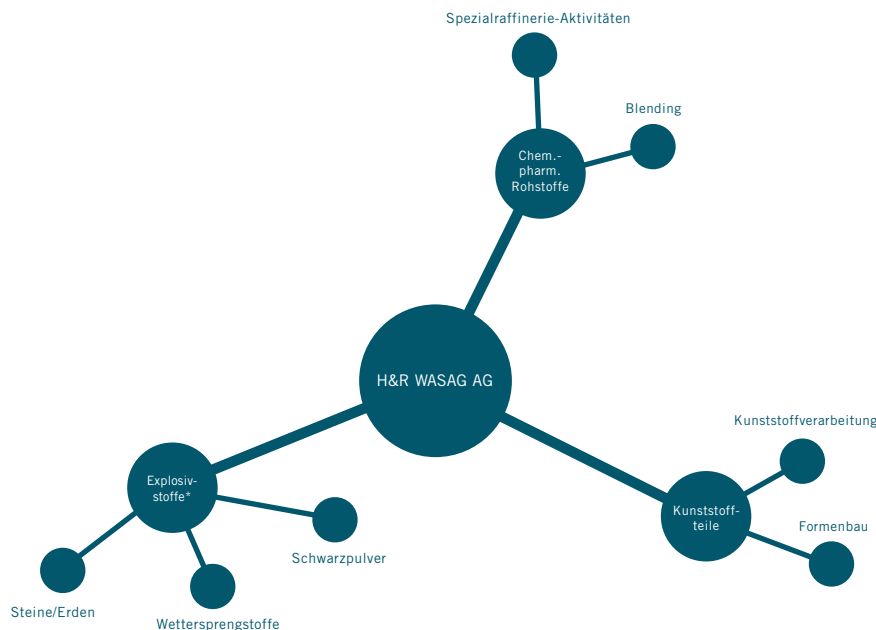 Spezialraffinerie-Aktivitäten
Blending
Chem.-
pharm.
Rohstoffe
H&R WASAG AG
Kunststoffverarbeitung
Explosiv-
stoffe*
Kunststoff-
teile
Formenbau
Schwarzpulver
Steine/Erden
Wettersprengstoffe